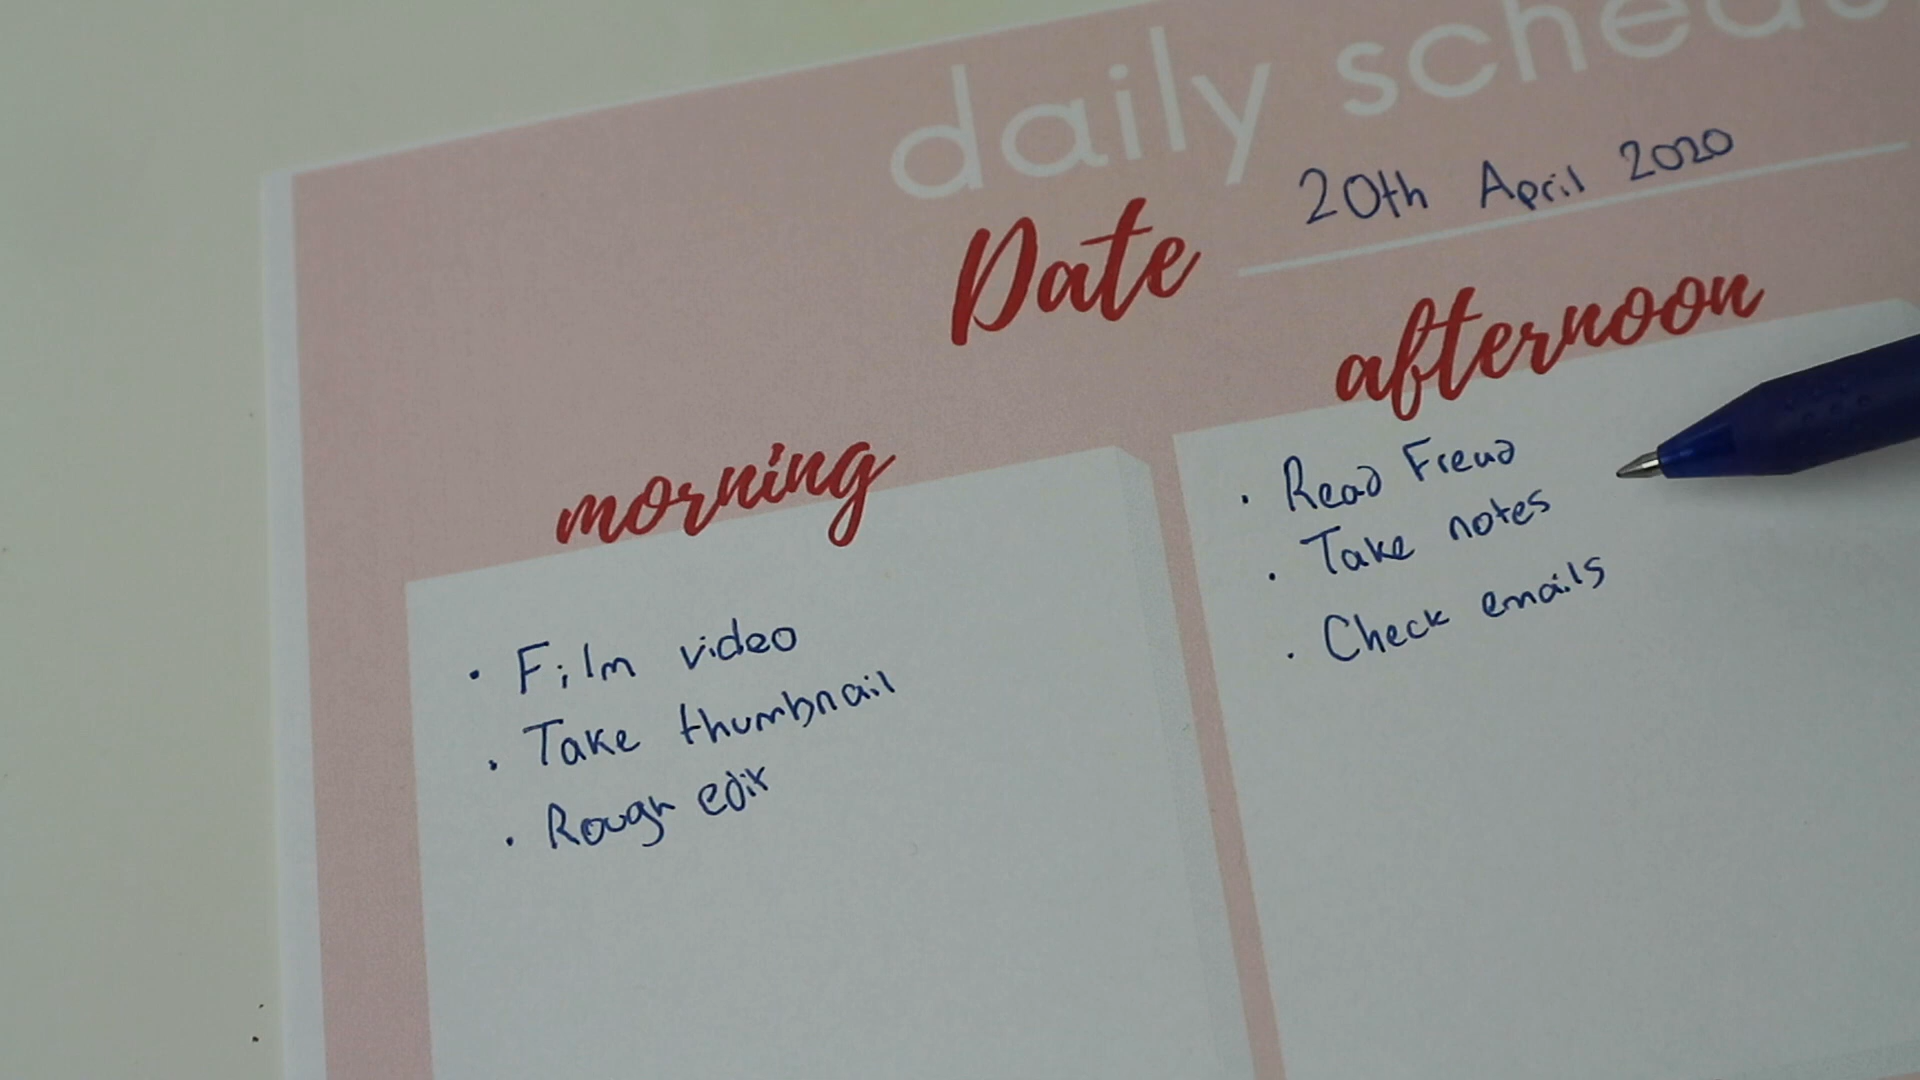 daily schedu
Date 20th April 2020
morning
• Film video
• Take thumbnail
• Rough edit
afternoon
• Read Freud
• Take notes
• Check emails